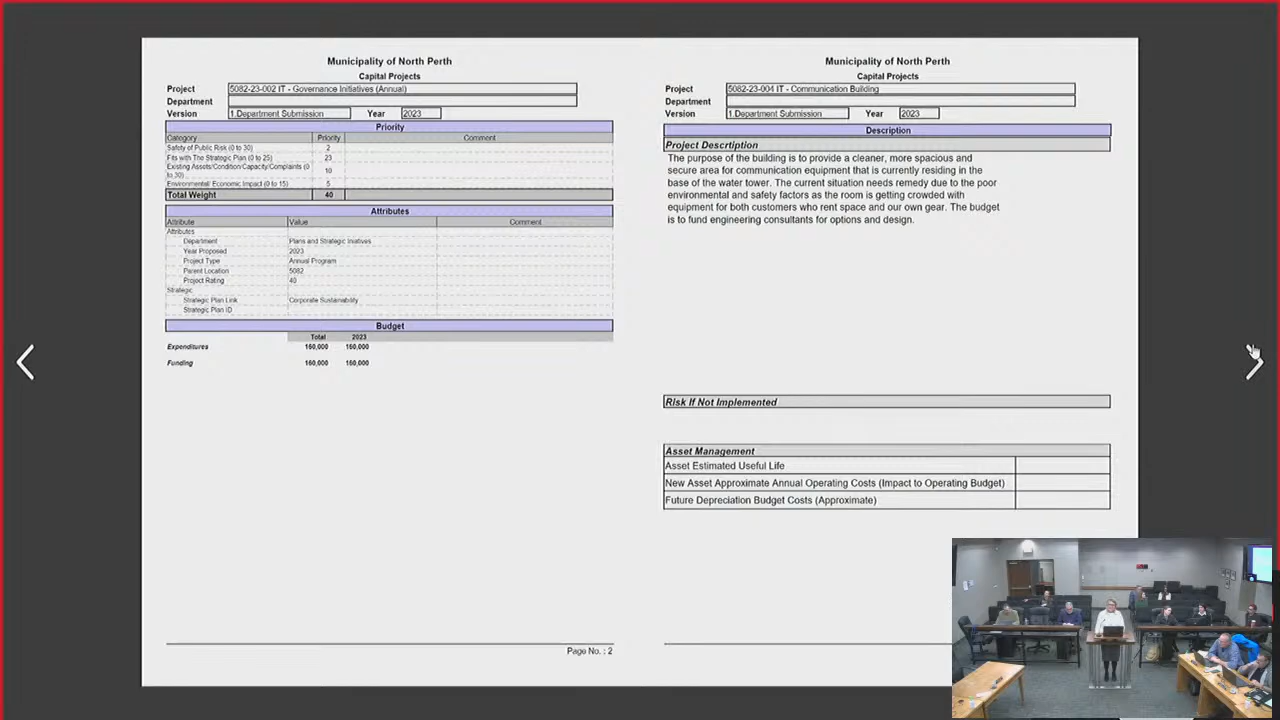 Municipality of North Perth
Capital Projects
Project 5082-23-002 IT - Governance Initiatives (Annual)
Department
Version 1.Department Submission Year 2023
Priority
Category Priority Comment
Safety of Public Risk (0 to 30) 2
Fits with The Strategic Plan (0 to 25) 23
Existing Assets/Condition/Capacity/Complaints (0
to 30) 10
Environmental/ Economic Impact (0 to 15) 5
Total Weight 40
Attributes
Attribute Value Comment
Attributes
Department Plans and Strategic Iniatives
Year Proposed 2023
Project Type Annual Program
Parent Location 5082
Project Rating 40
Strategic
Strategic Plan Link Corporate Sustainability
Strategic Plan ID
Budget
Total 2023
Expenditures 160,000 160,000
Funding 160,000 160,000
Page No. : 2
Municipality of North Perth
Capital Projects
Project 5082-23-004 IT - Communication Building
Department
Version 1.Department Submission Year 2023
Description
Project Descrtiption
The purpose of the building is to provide a cleaner, more spacious and
secure area for communication equipment that is currently residing in the
base of the water tower. The current situation needs remedy due to the poor
environmental and safety factors as the room is getting crowded with
equipment for both customers who rent space and our own gear. The budget
is to fund engineering consultants for options and design.
Risk If Not Implemented
Asset Management
Asset Estimated Useful Life
New Asset Approximate Annual Operating Costs (Impact to Operating Budget)
Future Depreciation Budget Costs (Approximate)